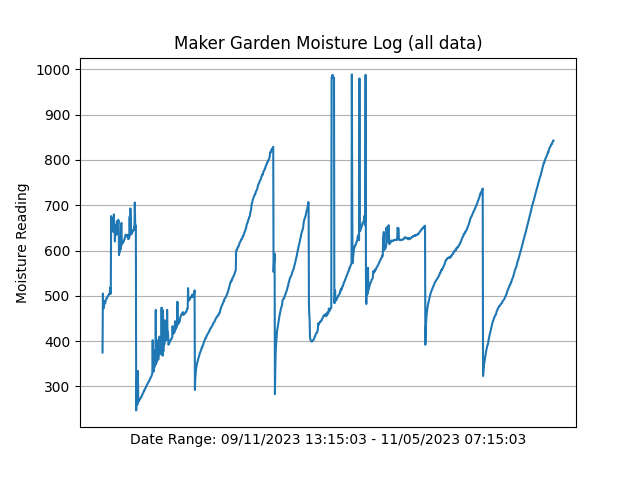 Maker Garden Moisture Log (all data)
1000
900
800
700
600
500
400
300
Moisture Reading
Date Range: 09/11/2023 13:15:03 - 11/05/2023 07:15:03